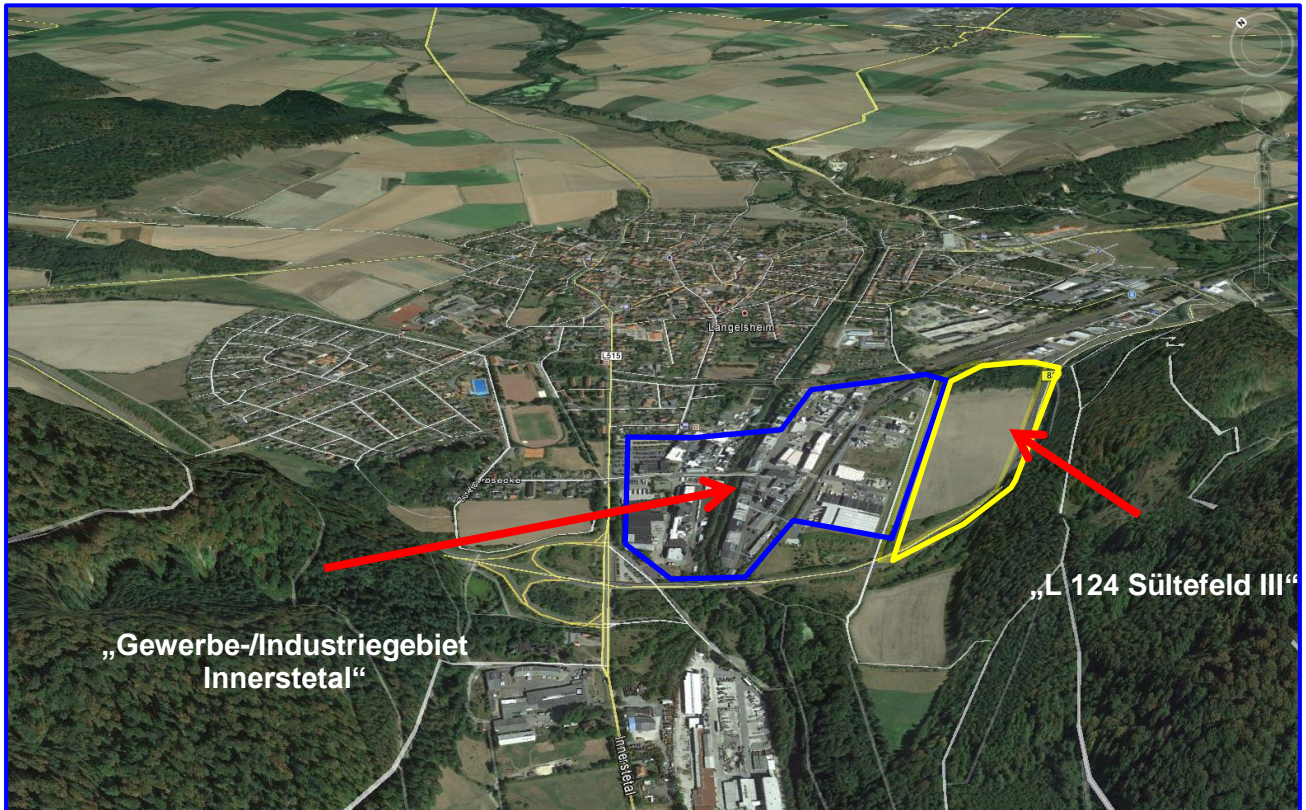 N
Langelsheim
L515
„L 124 Sültefeld III“
„Gewerbe-/Industriegebiet
Innerstetal“
Innerstetal